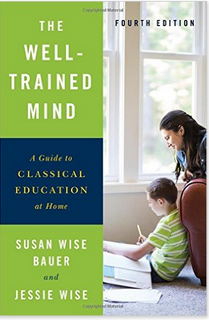 THE
WELL-
TRAINED
MIND
FOURTH EDITION
A Guide to
CLASSICAL
EDUCATION
at Home
SUSAN WISE
BAUER
and
JESSIE WISE